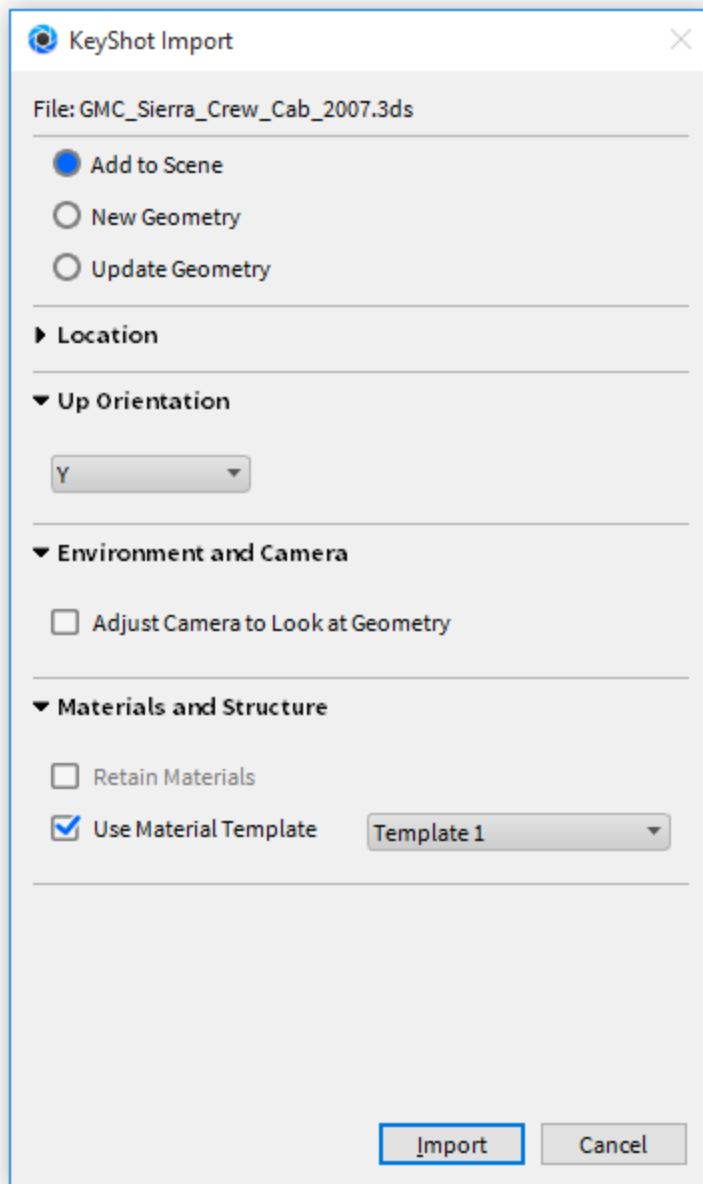 KeyShot Import
File: GMC_Sierra_Crew_Cab_2007.3ds
Add to Scene
New Geometry
Update Geometry
Location
Up Orientation
Y
Environment and Camera
Adjust Camera to Look at Geometry
Materials and Structure
Retain Materials
Use Material Template Template 1
Import Cancel